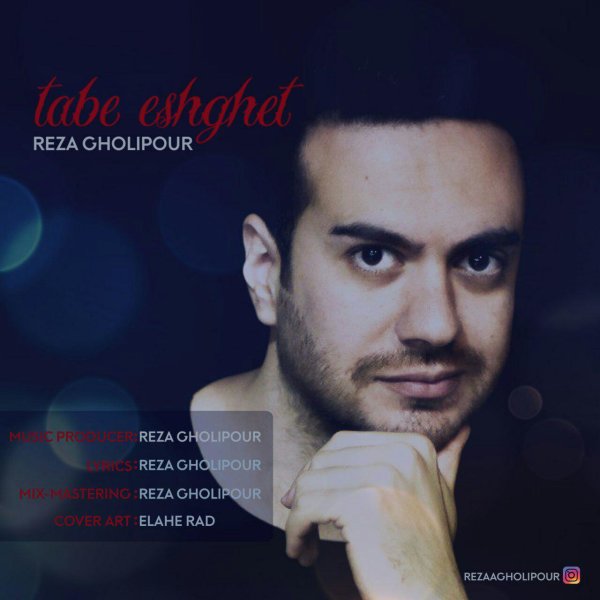 tabe eshghet
REZA GHOLIPOUR
MUSIC PRODUCER: REZA GHOLIPOUR
LYRICS: REZA GHOLIPOUR
MIX-MASTERING : REZA GHOLIPOUR
COVER ART : ELAHE RAD
REZAAGHOLIPOUR